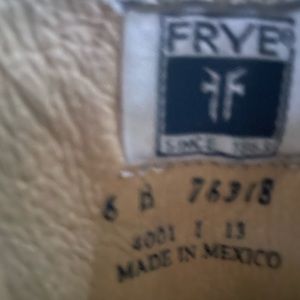 FRYE®
SINCE 1863
6 B 76318
4001 I 13
MADE IN MEXICO